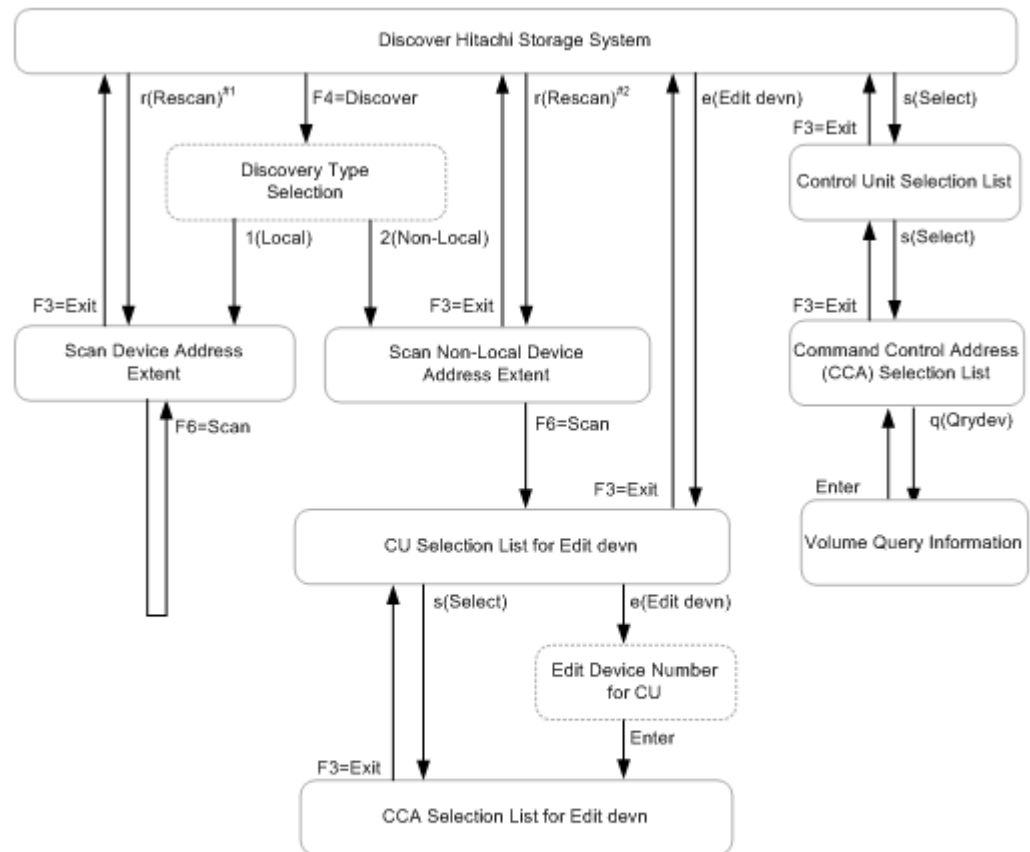 Discover Hitachi Storage System
r(Rescan)#1
F4=Discover
r(Rescan)#2
e(Edit devn)
s(Select)
F3=Exit
Discovery Type
Selection
Control Unit Selection List
1(Local)
2(Non-Local)
s(Select)
F3=Exit
F3=Exit
F3=Exit
Scan Device Address
Extent
Scan Non-Local Device
Address Extent
Command Control Address
(CCA) Selection List
F6=Scan
F6=Scan
q(Qrydev)
F3=Exit
Enter
CU Selection List for Edit devn
Volume Query Information
s(Select)
e(Edit devn)
Edit Device Number
for CU
F3=Exit
Enter
CCA Selection List for Edit devn